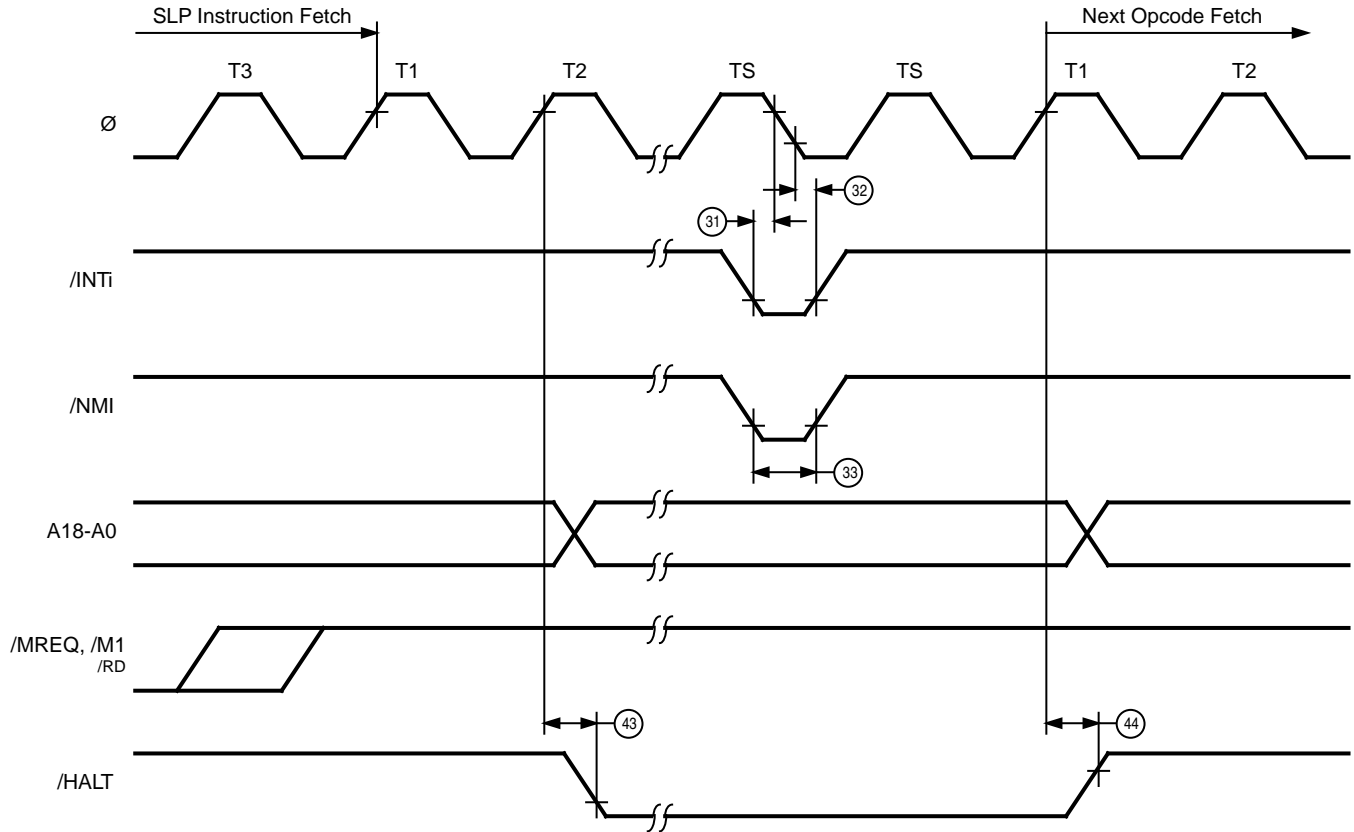 SLP Instruction Fetch
Next Opcode Fetch
T3
T1
T2
TS
TS
T1
T2
Ø
32
31
/INTi
/NMI
33
A18-A0
/MREQ, /M1
/RD
43
44
/HALT